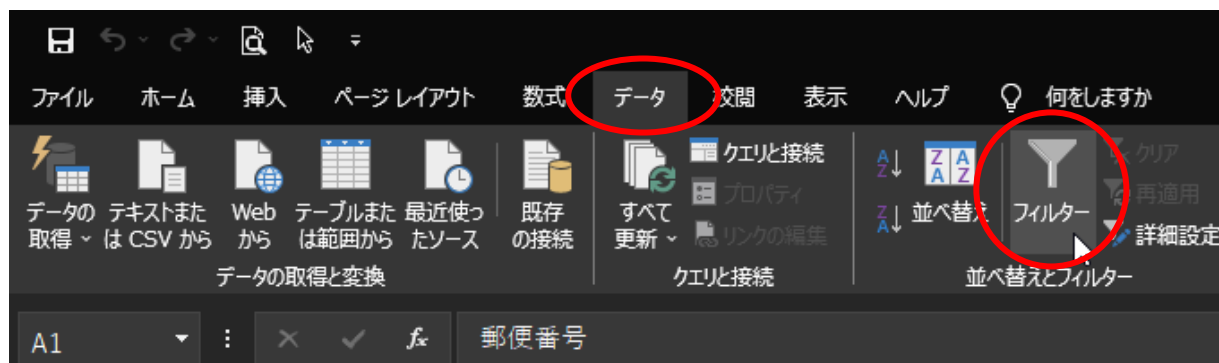 ファイル ホーム 挿入 ページ レイアウト 数式 データ 校閲 表示 ヘルプ 何をしますか
データの取得 テキストまたは CSV から Web から テーブルまたは範囲から 最近使ったソース 既存の接続 すべて更新 クエリと接続 プロパティ リンクの編集 並べ替え フィルター クリア 再適用 詳細設定
データの取得と変換 クエリと接続 並べ替えとフィルター
A1 fx 郵便番号